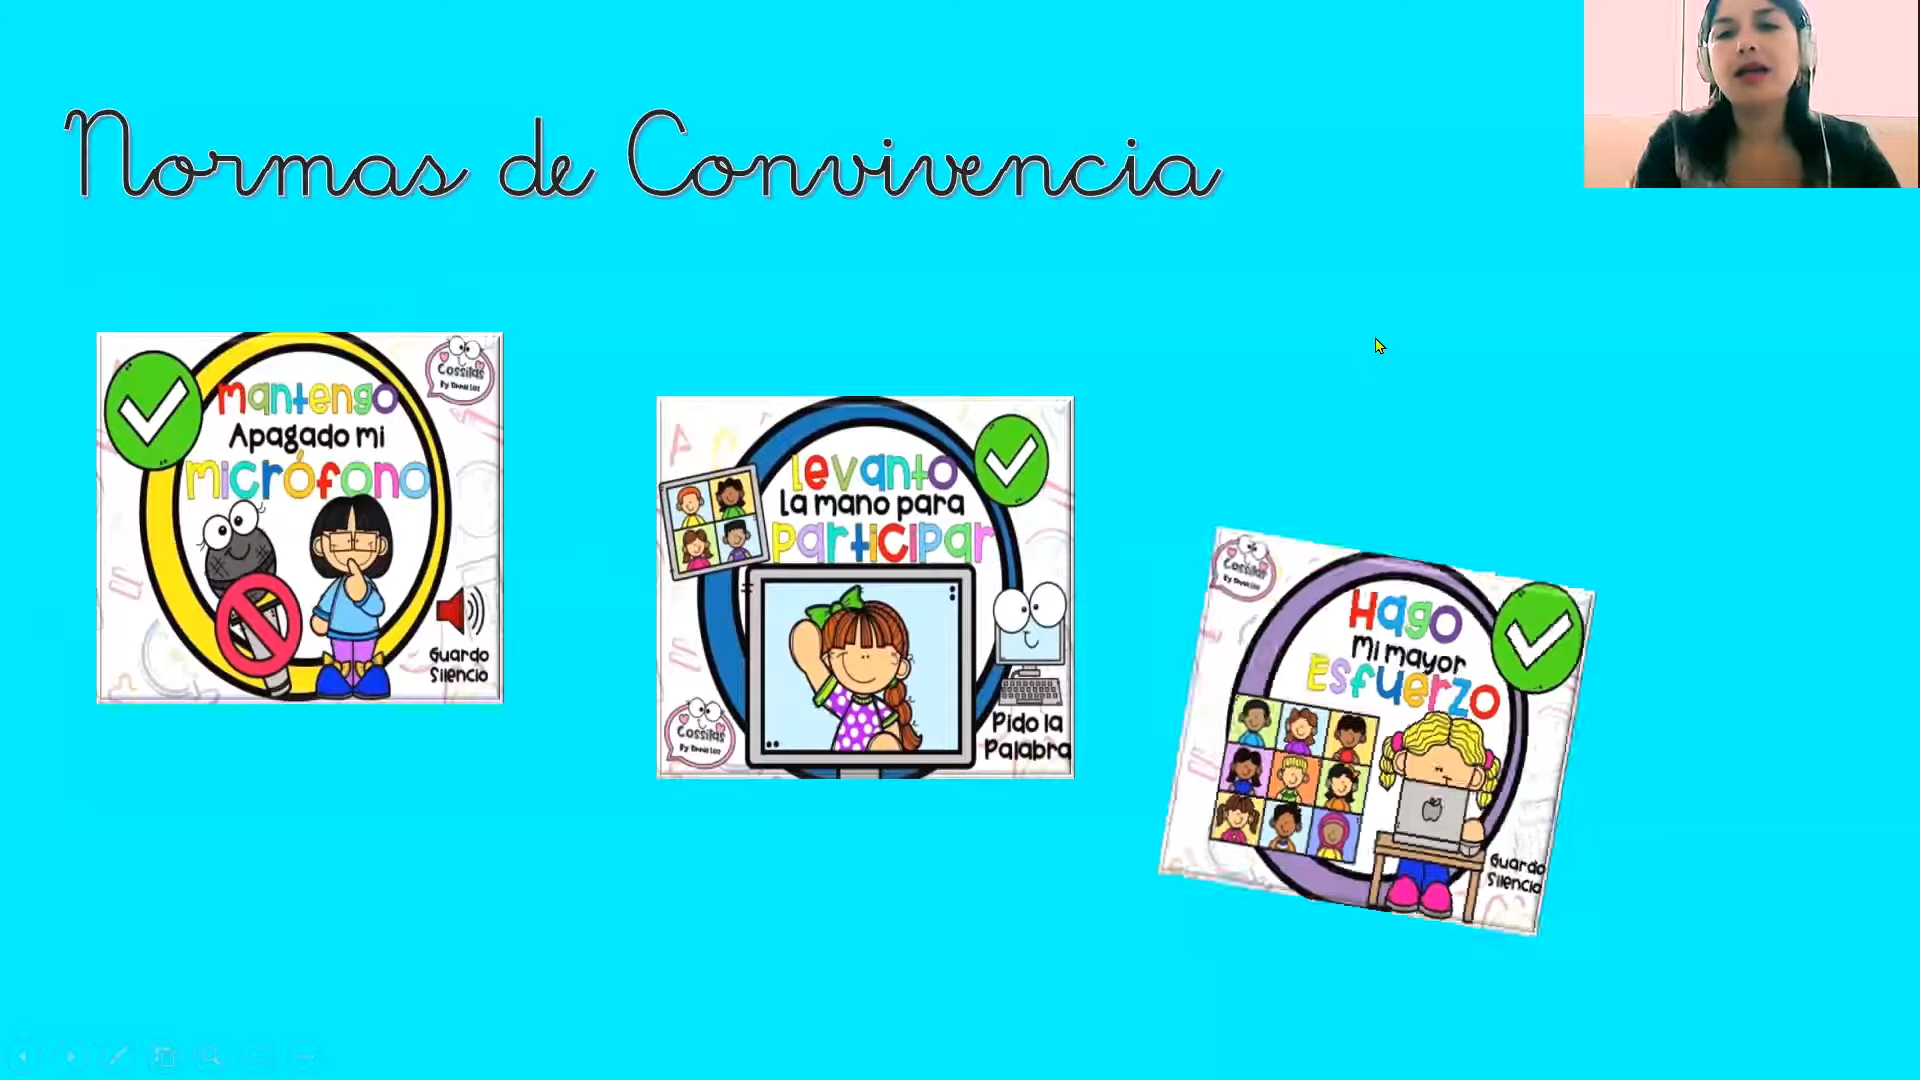 Normas de Convivencia
mantengo
Apagado mi
micrófono
Cossitas
Guardo
Silencio
levanto
la mano para
participar
Cossitas
Pido la
Palabra
Cossitas
Hago
mi mayor
Esfuerzo
Guardo
Silencio